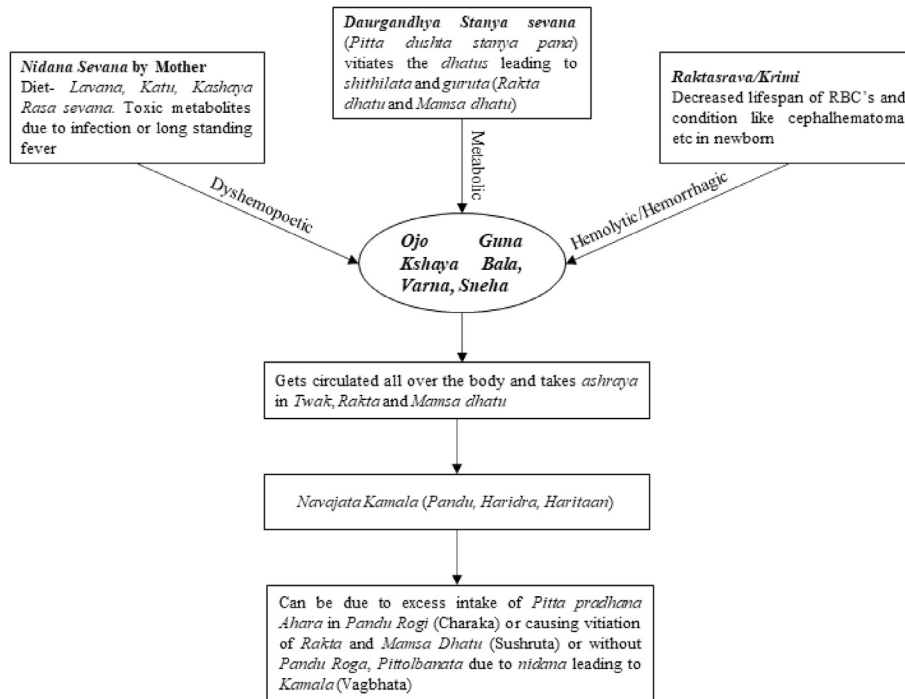 Nidana Sevana by Mother
Diet- Lavana, Katu, Kashaya
Rasa sevana. Toxic metabolites
due to infection or long standing
fever
Daurgandhya Stanya sevana
(Pitta dushta stanya pana)
vitiates the dhatus leading to
shithilata and guruta (Rakta
dhatu and Mamsa dhatu)
Raktasrava/Krimi
Decreased lifespan of RBC's and
condition like cephalhematoma
etc in newborn
Dyshemopoetic
Metabolic
Hemolytic/Hemorrhagic
Ojo Guna
Kshaya Bala,
Varna, Sneha
Gets circulated all over the body and takes ashraya
in Twak, Rakta and Mamsa dhatu
Navajata Kamala (Pandu, Haridra, Haritaan)
Can be due to excess intake of Pitta pradhana
Ahara in Pandu Rogi (Charaka) or causing vitiation
of Rakta and Mamsa Dhatu (Sushruta) or without
Pandu Roga, Pittolbanata due to nidana leading to
Kamala (Vagbhata)